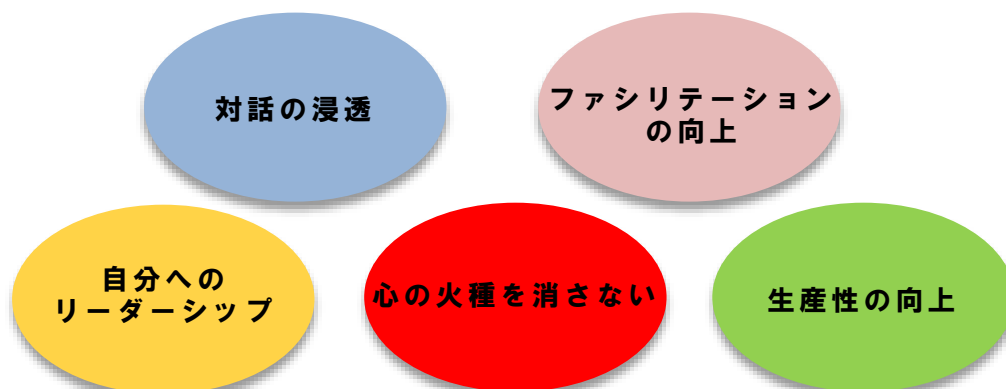 対話の浸透
ファシリテーション
の向上
自分への
リーダーシップ
心の火種を消さない
生産性の向上